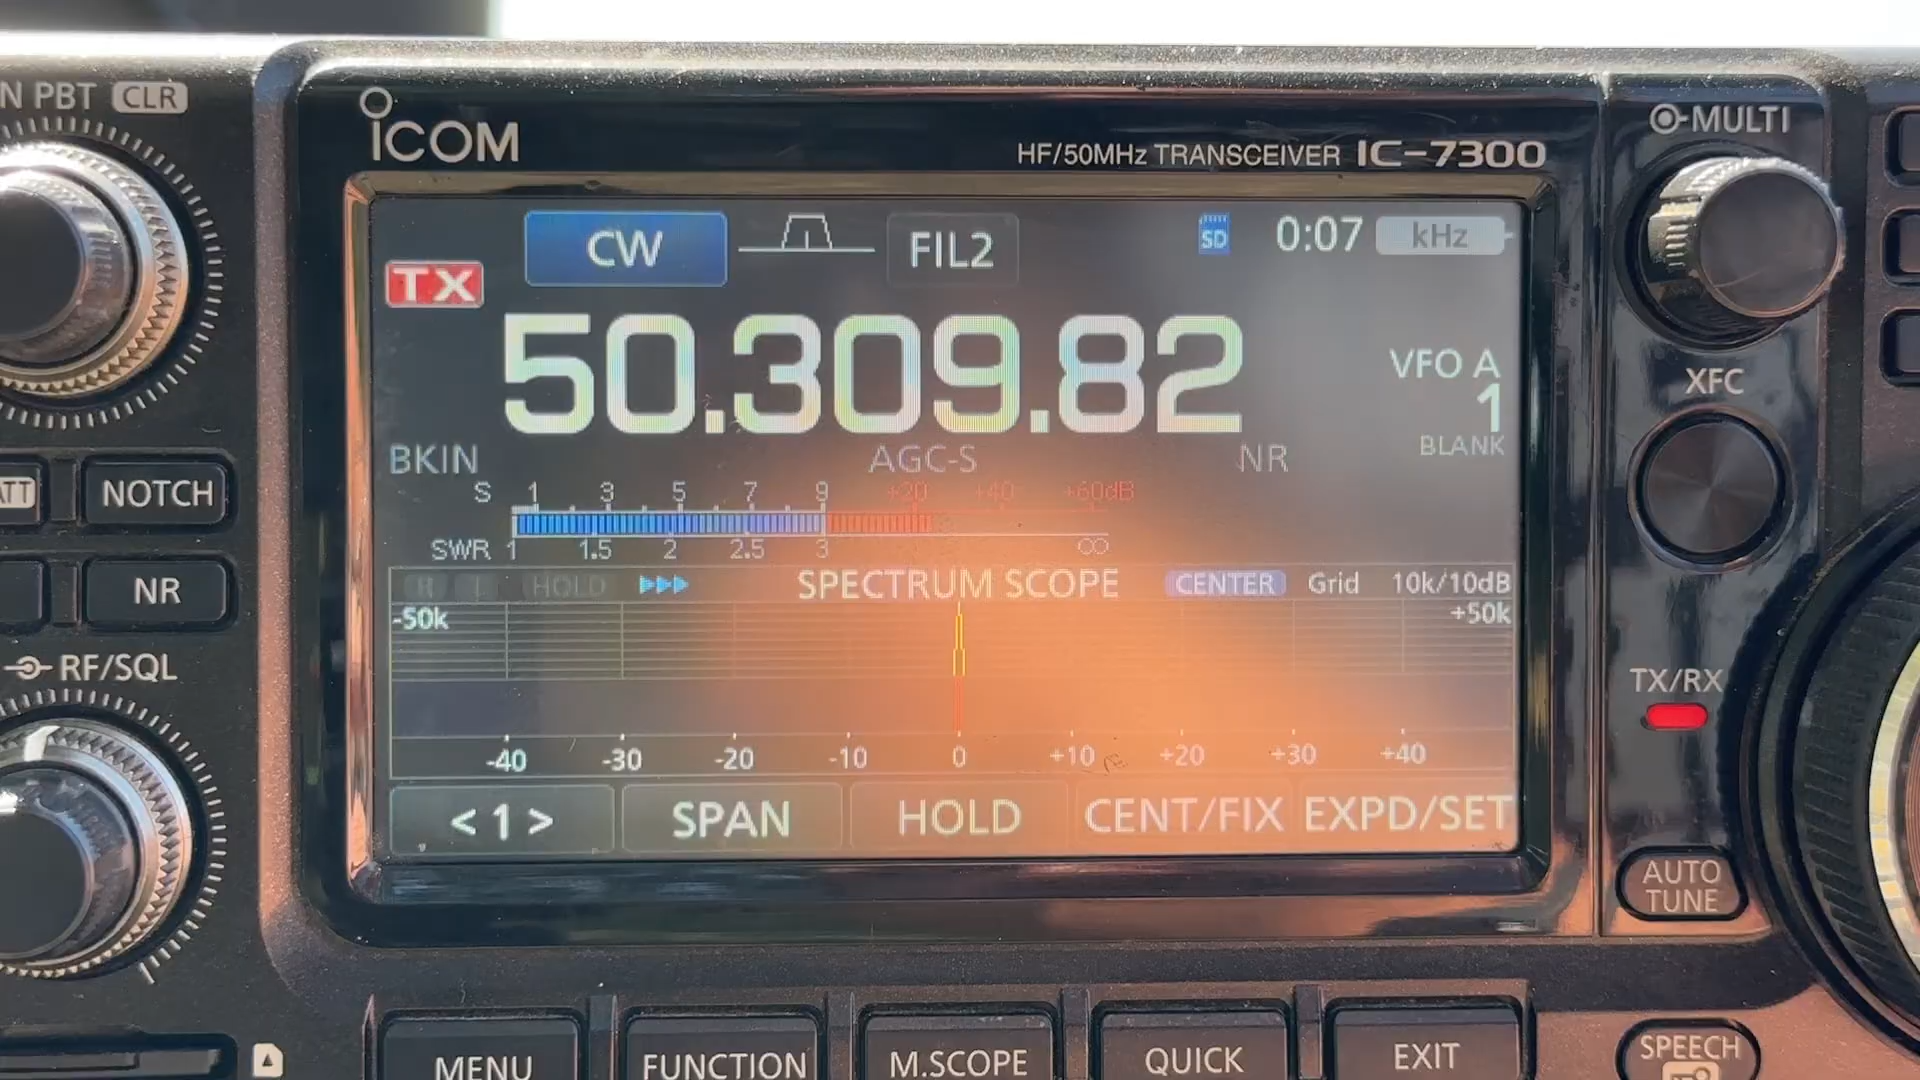 N PBT CLR
ICOM
HF/50MHz TRANSCEIVER IC-7300
MULTI
CW
FIL2
SD
0:07
kHz
TX
50.309.82
VFO A
1
BLANK
XFC
BKIN
AGC-S
NR
S 1 3 5 7 9 +20 +40 +60dB
SWR 1 1.5 2 2.5 3 ∞
ATT
NOTCH
HOLD
SPECTRUM SCOPE
CENTER
Grid
10k/10dB
-50k
+50k
NR
RF/SQL
TX/RX
-40 -30 -20 -10 0 +10 +20 +30 +40
< 1 >
SPAN
HOLD
CENT/FIX
EXPD/SET
AUTO
TUNE
MENU
FUNCTION
M.SCOPE
QUICK
EXIT
SPEECH